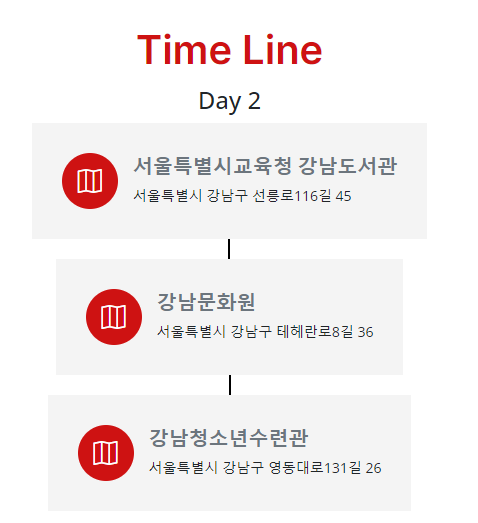 Time Line
Day 2
서울특별시교육청 강남도서관
서울특별시 강남구 선릉로116길 45
강남문화원
서울특별시 강남구 테헤란로8길 36
강남청소년수련관
서울특별시 강남구 영동대로131길 26